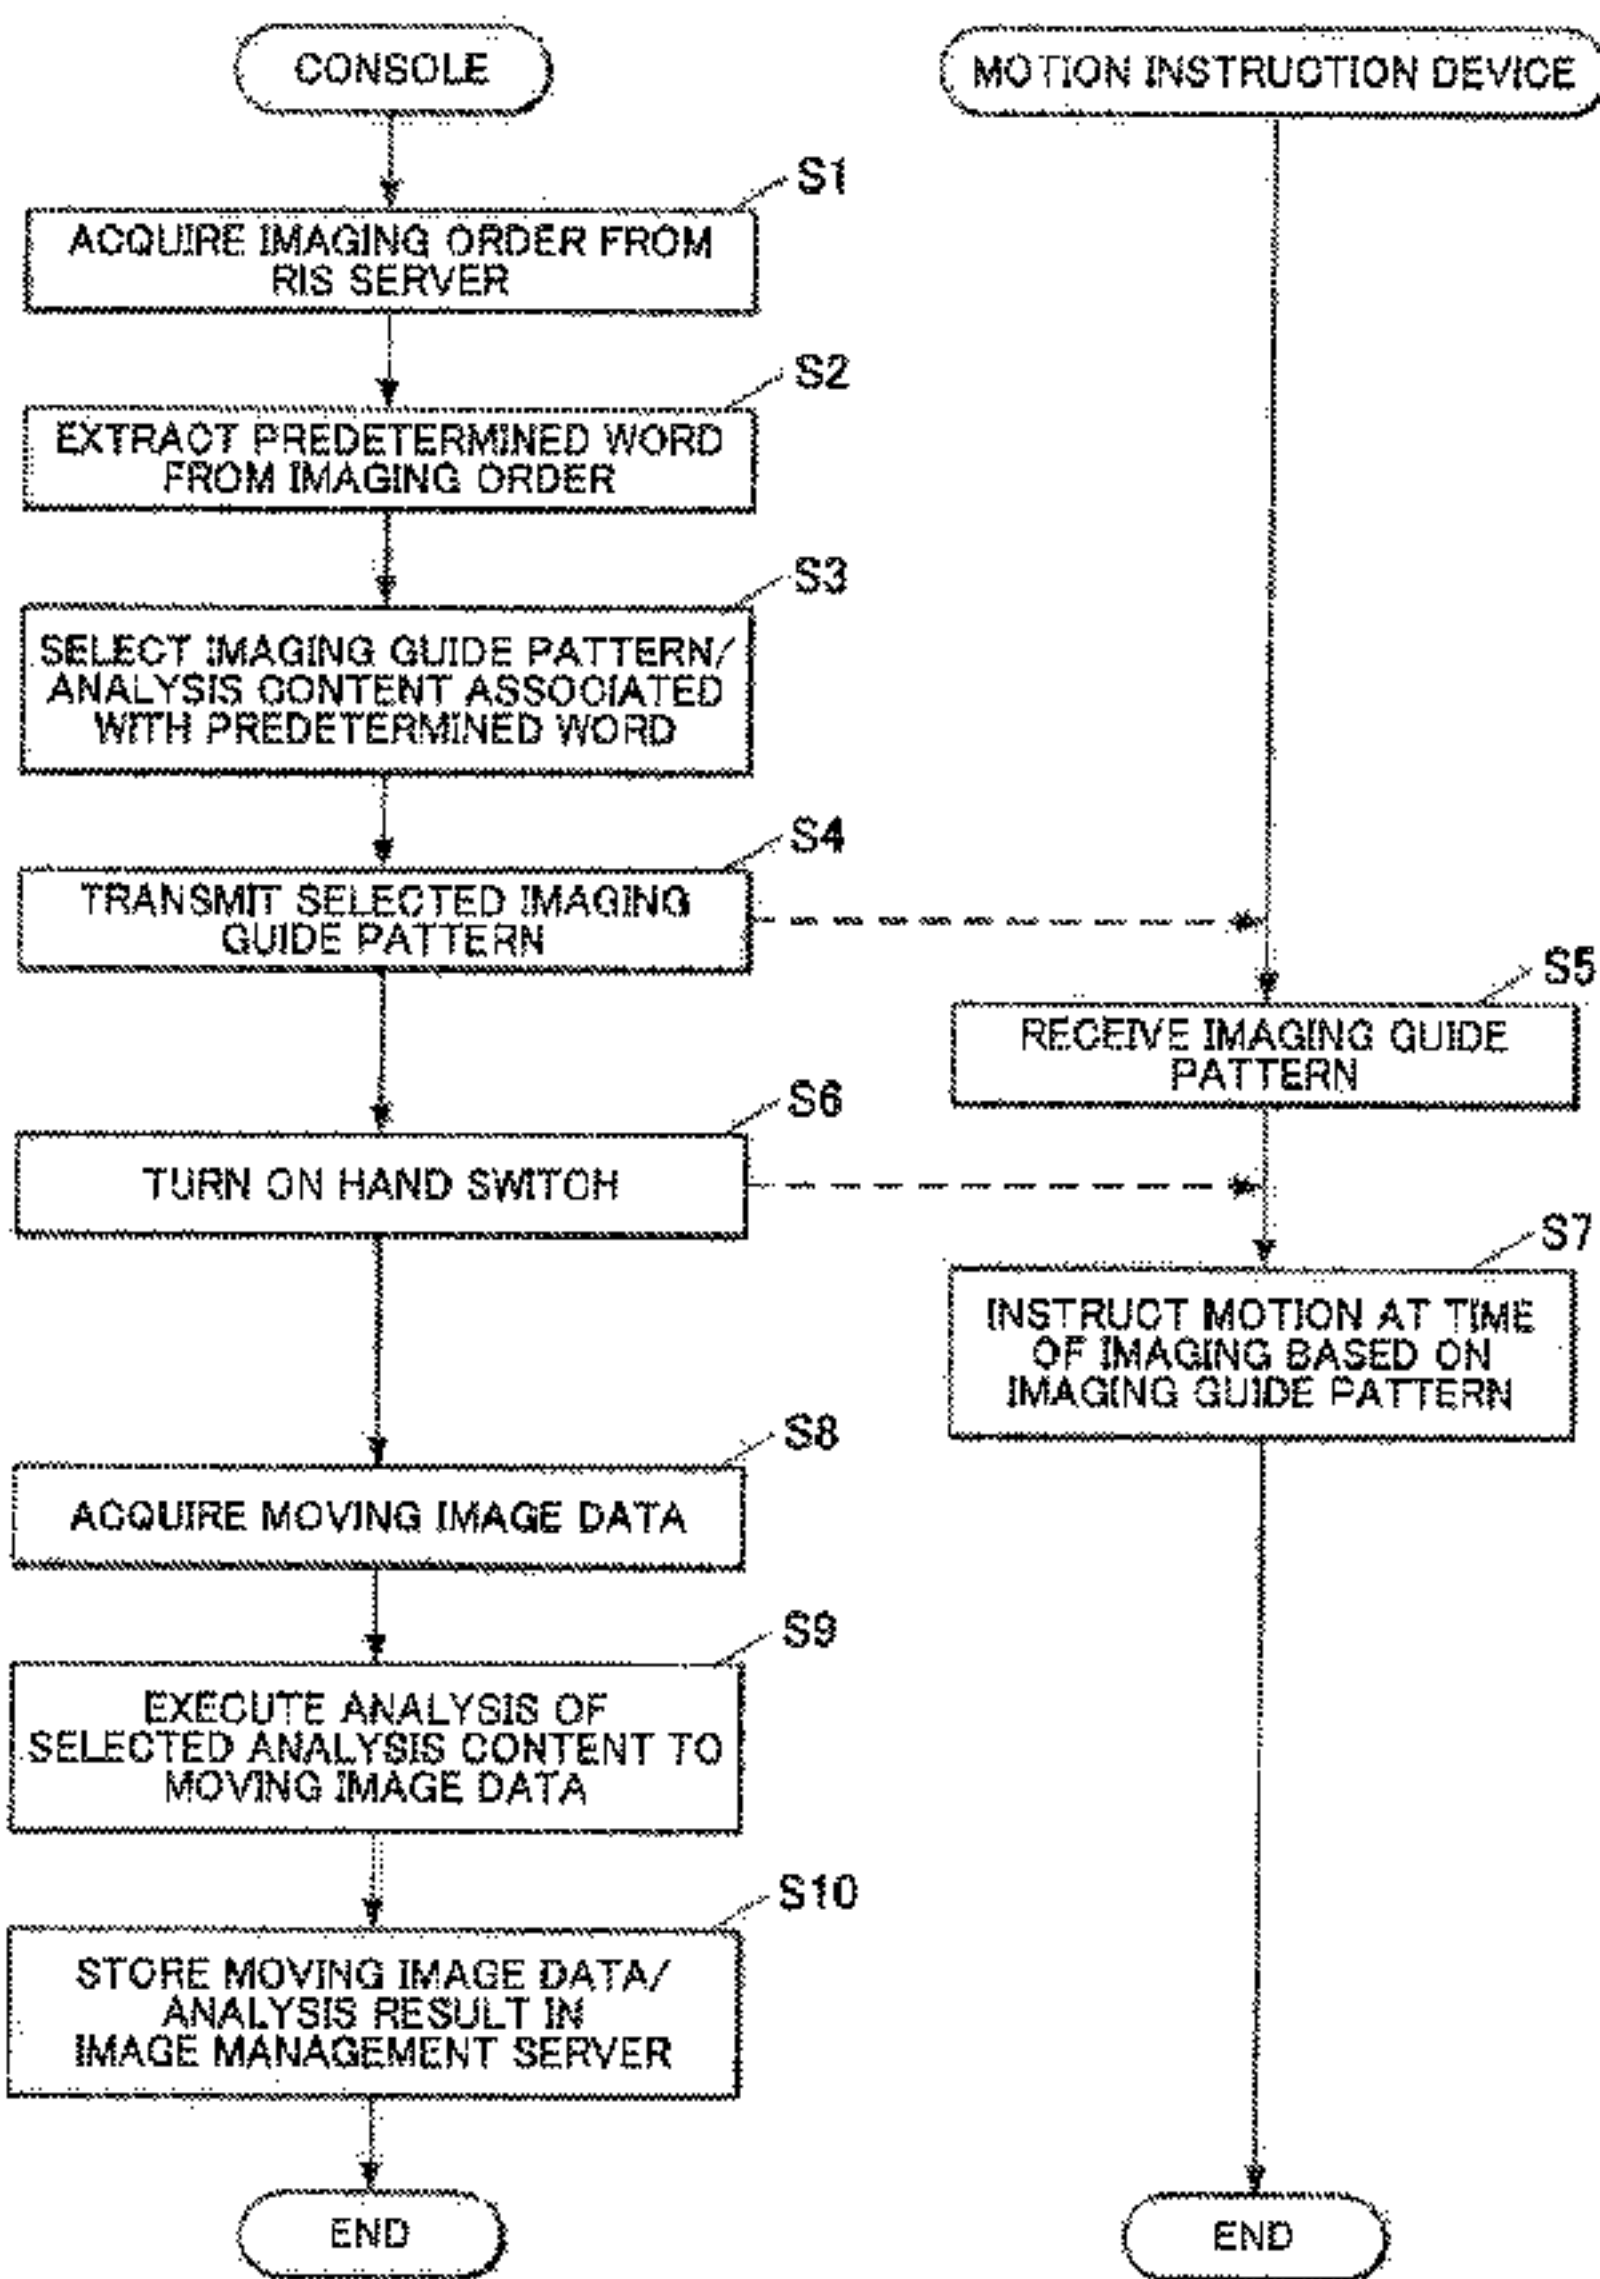 CONSOLE
MOTION INSTRUCTION DEVICE
S1
ACQUIRE IMAGING ORDER FROM
RIS SERVER
S2
EXTRACT PREDETERMINED WORD
FROM IMAGING ORDER
S3
SELECT IMAGING GUIDE PATTERN/
ANALYSIS CONTENT ASSOCIATED
WITH PREDETERMINED WORD
S4
TRANSMIT SELECTED IMAGING
GUIDE PATTERN
S5
RECEIVE IMAGING GUIDE
PATTERN
S6
TURN ON HAND SWITCH
S7
INSTRUCT MOTION AT TIME
OF IMAGING BASED ON
IMAGING GUIDE PATTERN
S8
ACQUIRE MOVING IMAGE DATA
S9
EXECUTE ANALYSIS OF
SELECTED ANALYSIS CONTENT TO
MOVING IMAGE DATA
S10
STORE MOVING IMAGE DATA/
ANALYSIS RESULT IN
IMAGE MANAGEMENT SERVER
END
END